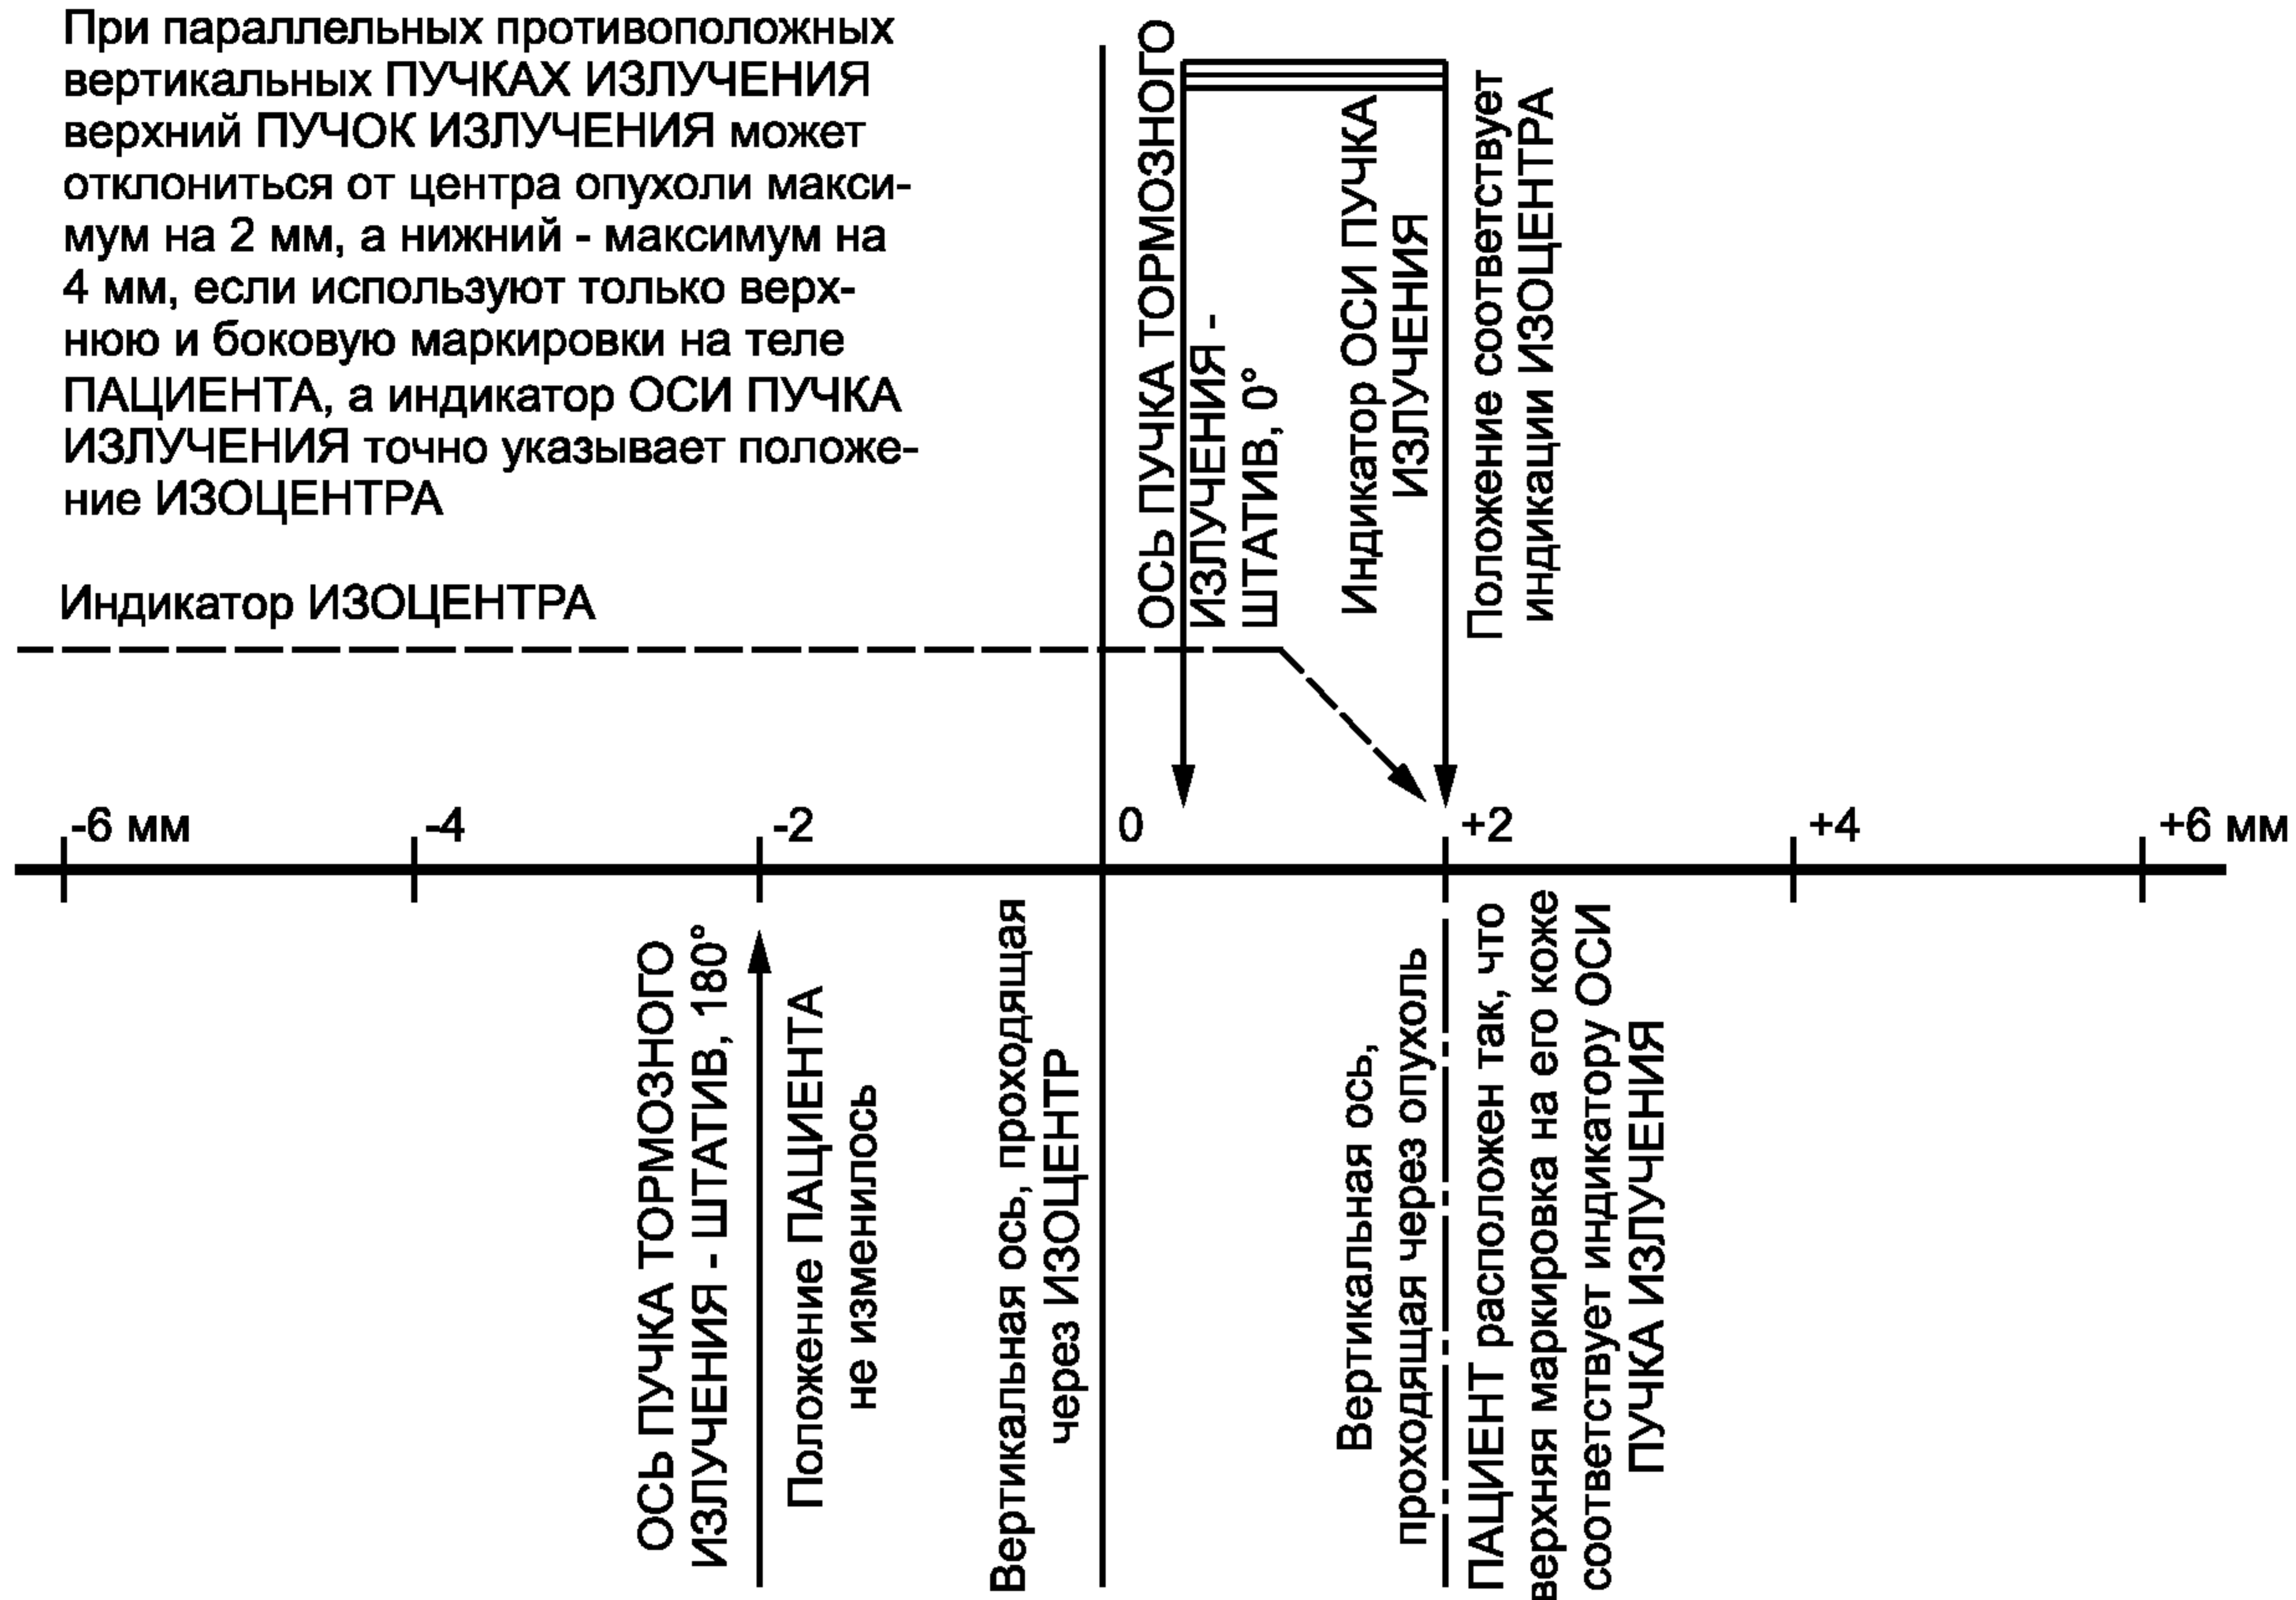 При параллельных противоположных
вертикальных ПУЧКАХ ИЗЛУЧЕНИЯ
верхний ПУЧОК ИЗЛУЧЕНИЯ может
отклониться от центра опухоли макси-
мум на 2 мм, а нижний - максимум на
4 мм, если используют только верх-
нюю и боковую маркировки на теле
ПАЦИЕНТА, а индикатор ОСИ ПУЧКА
ИЗЛУЧЕНИЯ точно указывает положе-
ние ИЗОЦЕНТРА
Индикатор ИЗОЦЕНТРА
ОСЬ ПУЧКА ТОРМОЗНОГО
ИЗЛУЧЕНИЯ -
ШТАТИВ, 0°
Индикатор ОСИ ПУЧКА
ИЗЛУЧЕНИЯ
Положение соответствует
индикации ИЗОЦЕНТРА
-6 мм
-4
-2
0
+2
+4
+6 мм
ОСЬ ПУЧКА ТОРМОЗНОГО
ИЗЛУЧЕНИЯ - ШТАТИВ, 180°
Положение ПАЦИЕНТА
не изменилось
Вертикальная ось, проходящая
через ИЗОЦЕНТР
Вертикальная ось,
проходящая через опухоль
ПАЦИЕНТ расположен так, что
верхняя маркировка на его коже
соответствует индикатору ОСИ
ПУЧКА ИЗЛУЧЕНИЯ